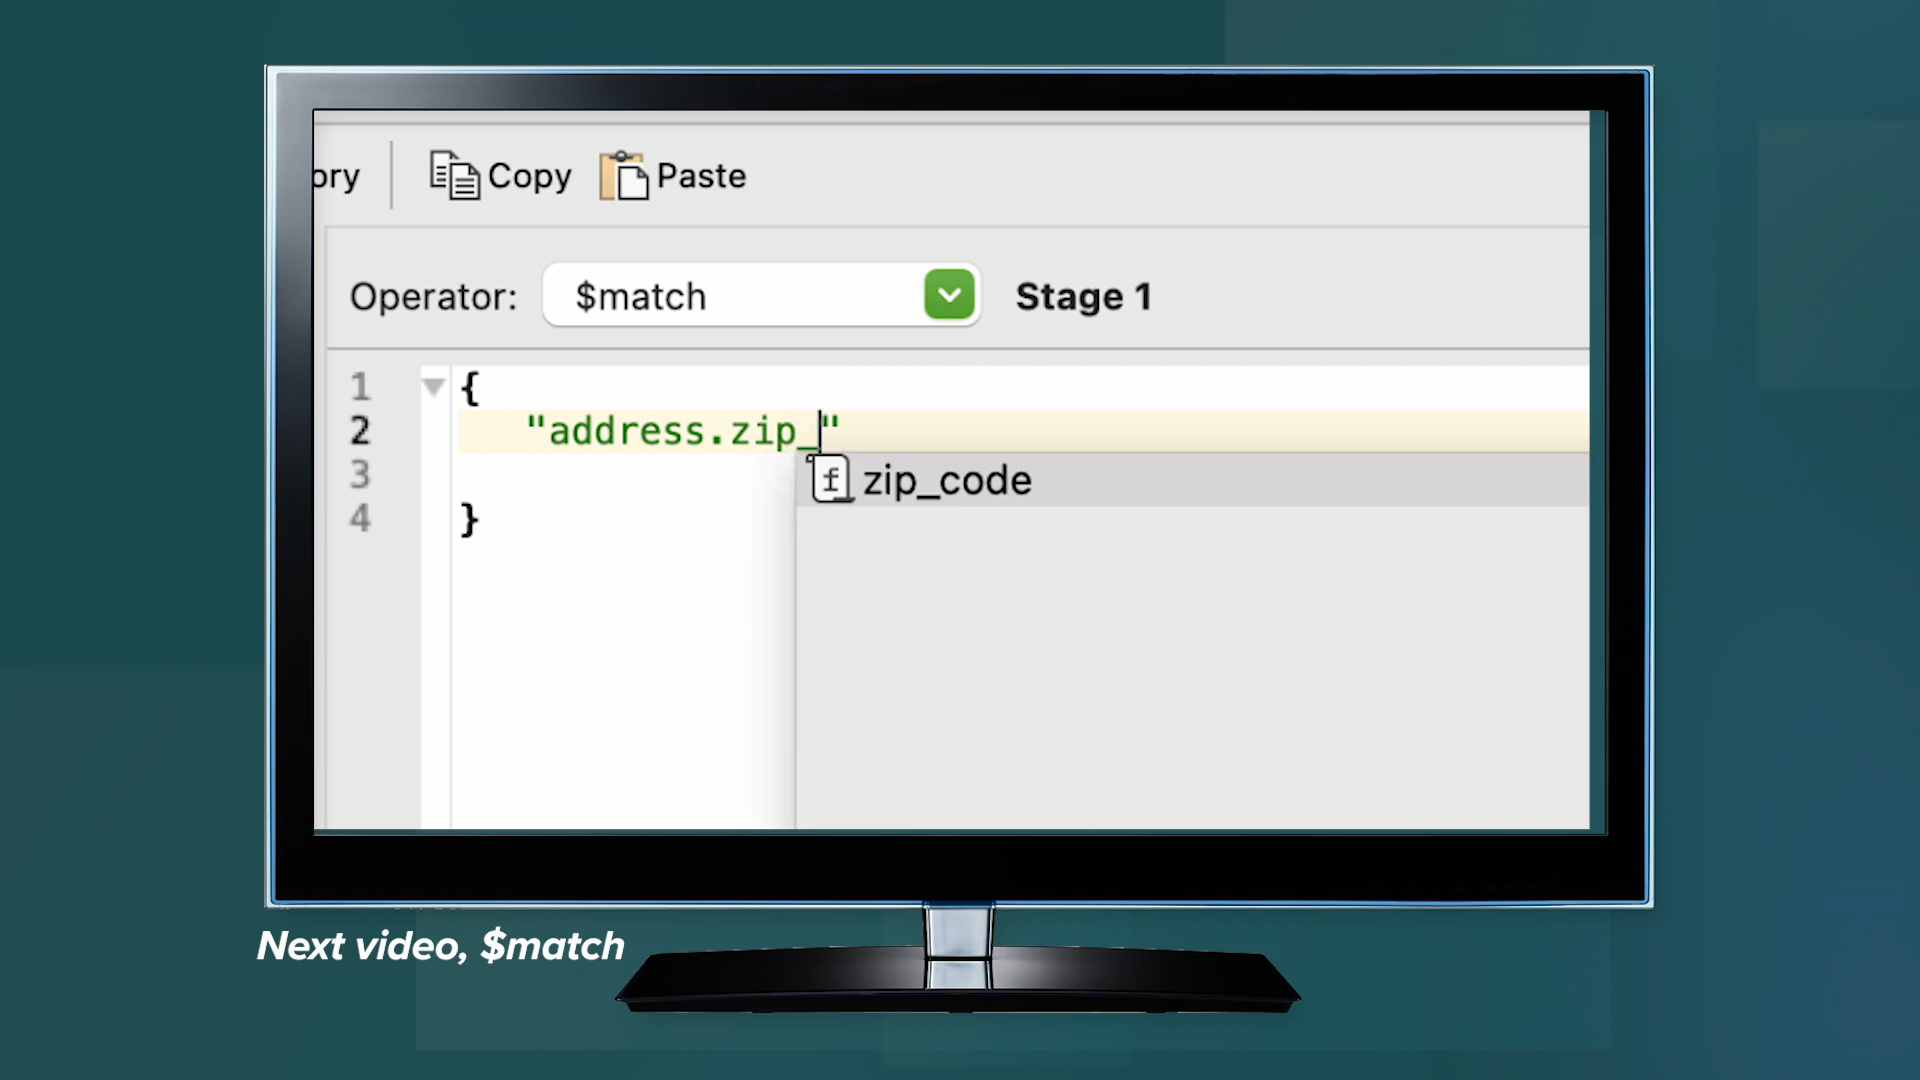 ory Copy Paste
Operator: $match Stage 1
1 {
2 "address.zip_"
zip_code
3
4 }
Next video, $match